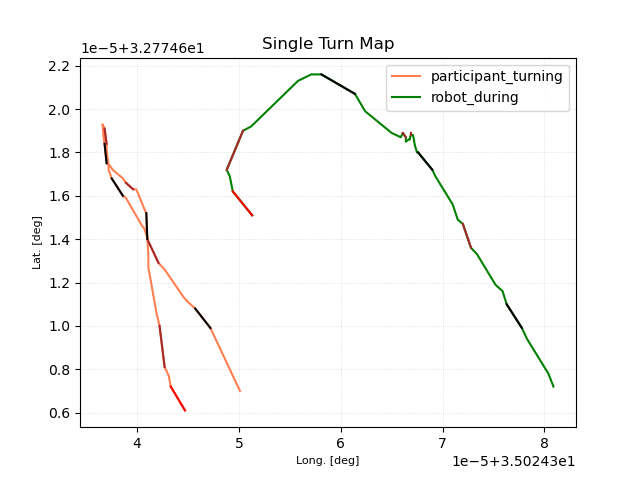 Single Turn Map
1e−5+3.27746e1
2.2
2.0
1.8
1.6
1.4
1.2
1.0
0.8
0.6
Lat. [deg]
participant_turning
robot_during
4
5
6
7
8
Long. [deg]
1e−5+3.50243e1